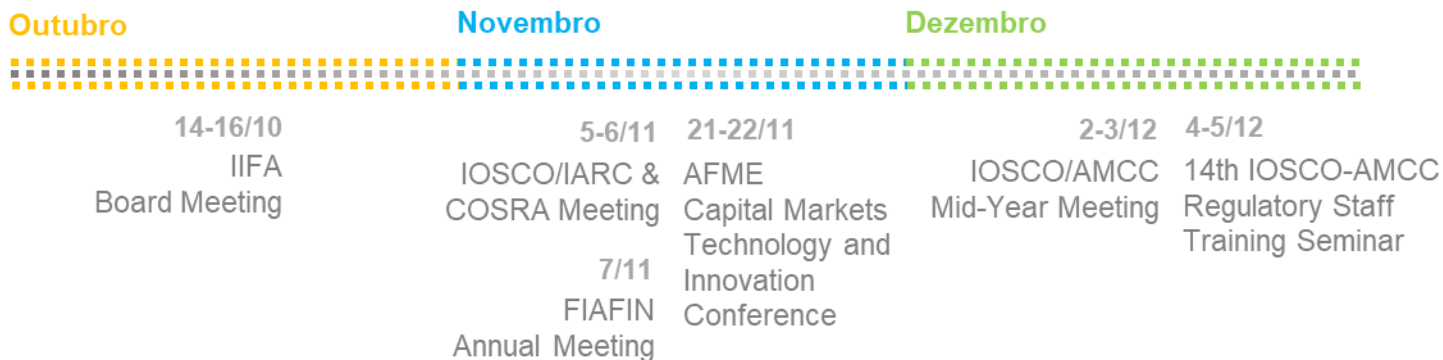 Outubro
Novembro
Dezembro
14-16/10
IIFA
Board Meeting
5-6/11
IOSCO/IARC &
COSRA Meeting
7/11
FIAFIN
Annual Meeting
21-22/11
AFME
Capital Markets
Technology and
Innovation
Conference
2-3/12
IOSCO/AMCC
Mid-Year Meeting
4-5/12
14th IOSCO-AMCC
Regulatory Staff
Training Seminar